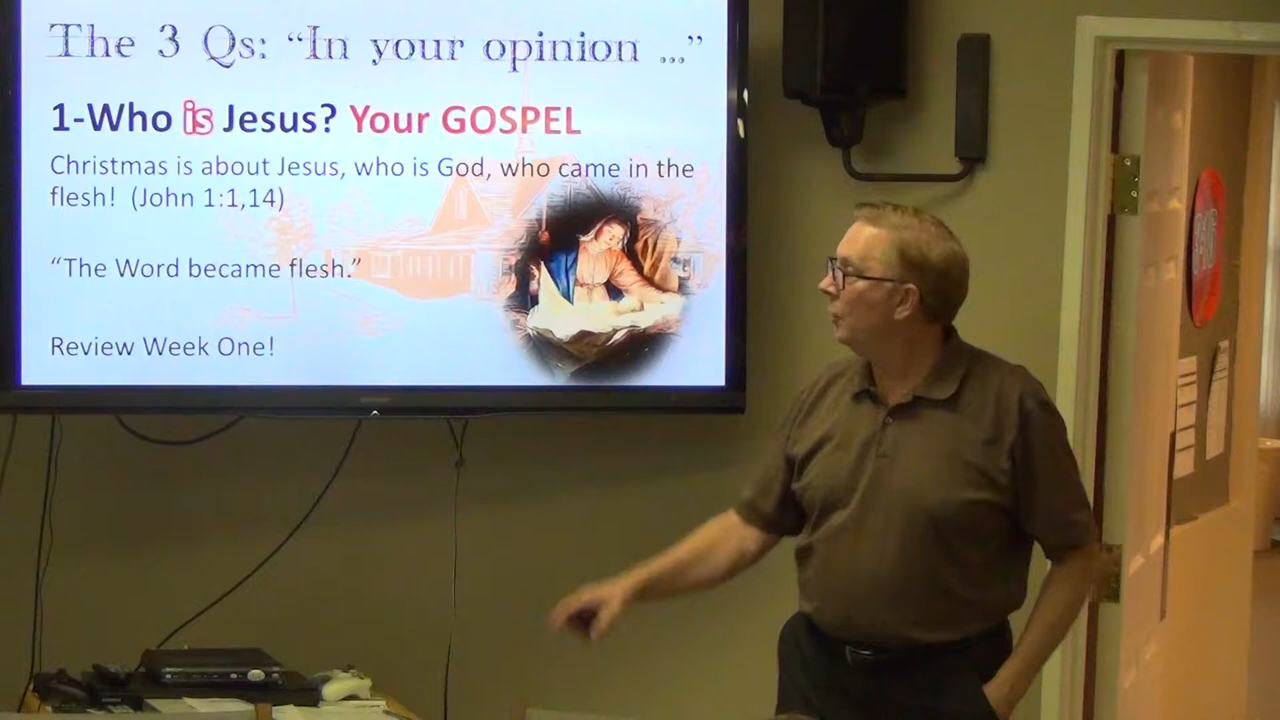 The 3 Qs: “In your opinion ...”
1-Who is Jesus? Your GOSPEL
Christmas is about Jesus, who is God, who came in the
flesh! (John 1:1,14)
“The Word became flesh.”
Review Week One!